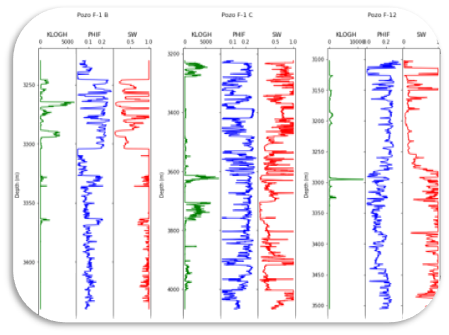 Pozo F-1 B
KLOGH PHIF SW
0 5000 0.1 0.2 0.5 1.0
Depth (m)
3250
3300
3350
3400
Pozo F-1 C
KLOGH PHIF SW
0 5000 0.1 0.2 0.5 1.0
Depth (m)
3200
3400
3600
3800
4000
Pozo F-12
KLOGH PHIF SW
0 10000 0.0 0.2 0.5
Depth (m)
3100
3150
3200
3250
3300
3350
3400
3450
3500